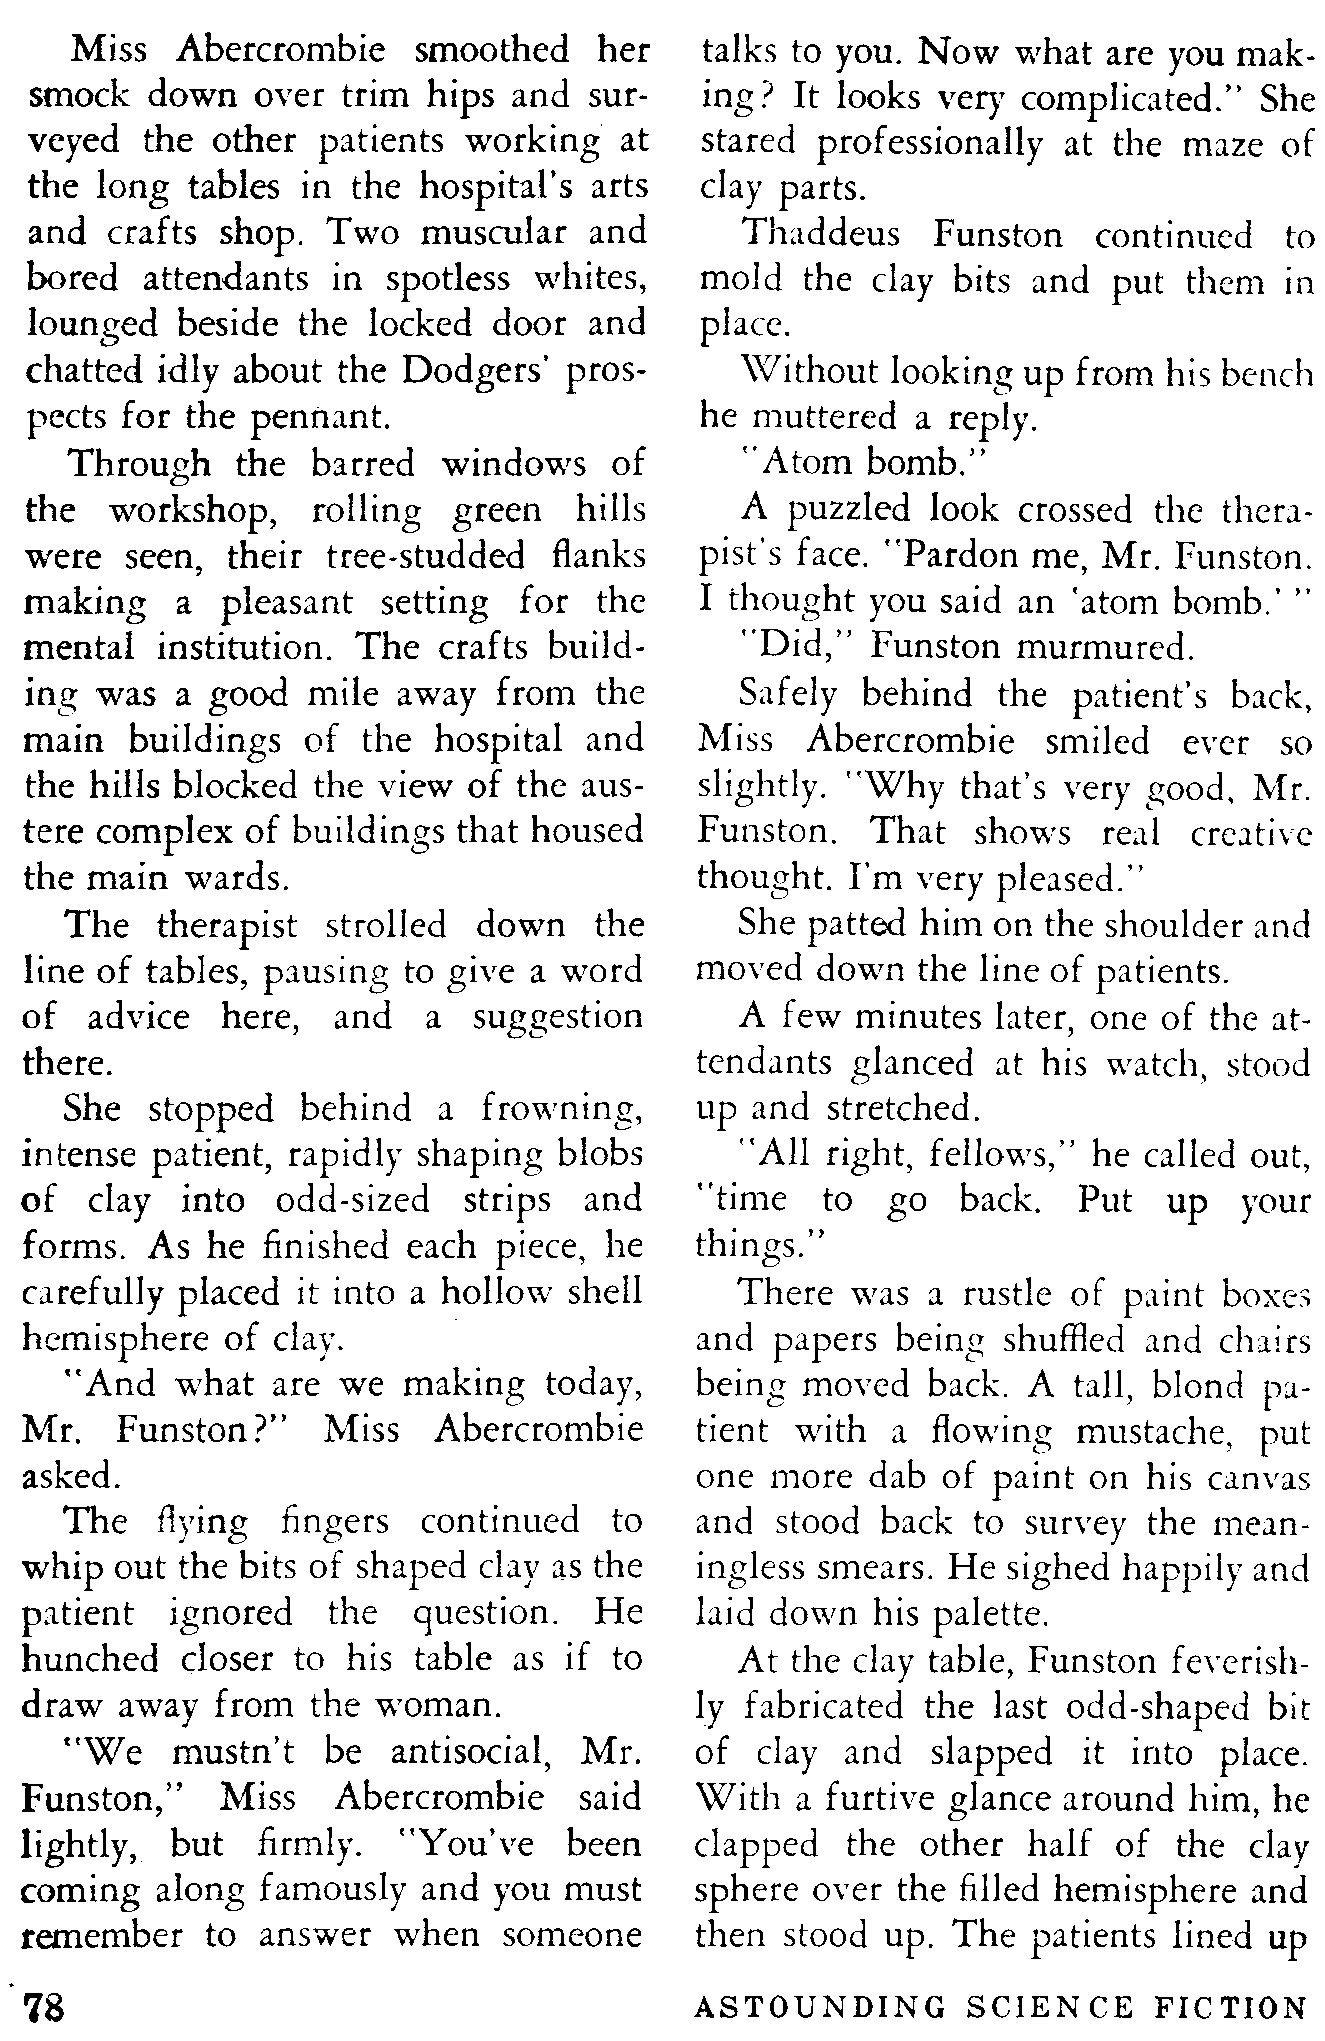 Miss Abercrombie smoothed her
smock down over trim hips and sur-
veyed the other patients working at
the long tables in the hospital's arts
and crafts shop. Two muscular and
bored attendants in spotless whites,
lounged beside the locked door and
chatted idly about the Dodgers' pros-
pects for the pennant.
Through the barred windows of
the workshop, rolling green hills
were seen, their tree-studded flanks
making a pleasant setting for the
mental institution. The crafts build-
ing was a good mile away from the
main buildings of the hospital and
the hills blocked the view of the aus-
tere complex of buildings that housed
the main wards.
The therapist strolled down the
line of tables, pausing to give a word
of advice here, and a suggestion
there.
She stopped behind a frowning,
intense patient, rapidly shaping blobs
of clay into odd-sized strips and
forms. As he finished each piece, he
carefully placed it into a hollow shell
hemisphere of clay.
"And what are we making today,
Mr. Funston?" Miss Abercrombie
asked.
The flying fingers continued to
whip out the bits of shaped clay as the
patient ignored the question. He
hunched closer to his table as if to
draw away from the woman.
"We mustn't be antisocial, Mr.
Funston," Miss Abercrombie said
lightly, but firmly. "You've been
coming along famously and you must
remember to answer when someone
talks to you. Now what are you mak-
ing? It looks very complicated." She
stared professionally at the maze of
clay parts.
Thaddeus Funston continued to
mold the clay bits and put them in
place.
Without looking up from his bench
he muttered a reply.
"Atom bomb."
A puzzled look crossed the thera-
pist's face. "Pardon me, Mr. Funston.
I thought you said an 'atom bomb.' "
"Did," Funston murmured.
Safely behind the patient's back,
Miss Abercrombie smiled ever so
slightly. "Why that's very good, Mr.
Funston. That shows real creative
thought. I'm very pleased."
She patted him on the shoulder and
moved down the line of patients.
A few minutes later, one of the at-
tendants glanced at his watch, stood
up and stretched.
"All right, fellows," he called out,
"time to go back. Put up your
things."
There was a rustle of paint boxes
and papers being shuffled and chairs
being moved back. A tall, blond pa-
tient with a flowing mustache, put
one more dab of paint on his canvas
and stood back to survey the mean-
ingless smears. He sighed happily and
laid down his palette.
At the clay table, Funston feverish-
ly fabricated the last odd-shaped bit
of clay and slapped it into place.
With a furtive glance around him, he
clapped the other half of the clay
sphere over the filled hemisphere and
then stood up. The patients lined up
78
ASTOUNDING SCIENCE FICTION